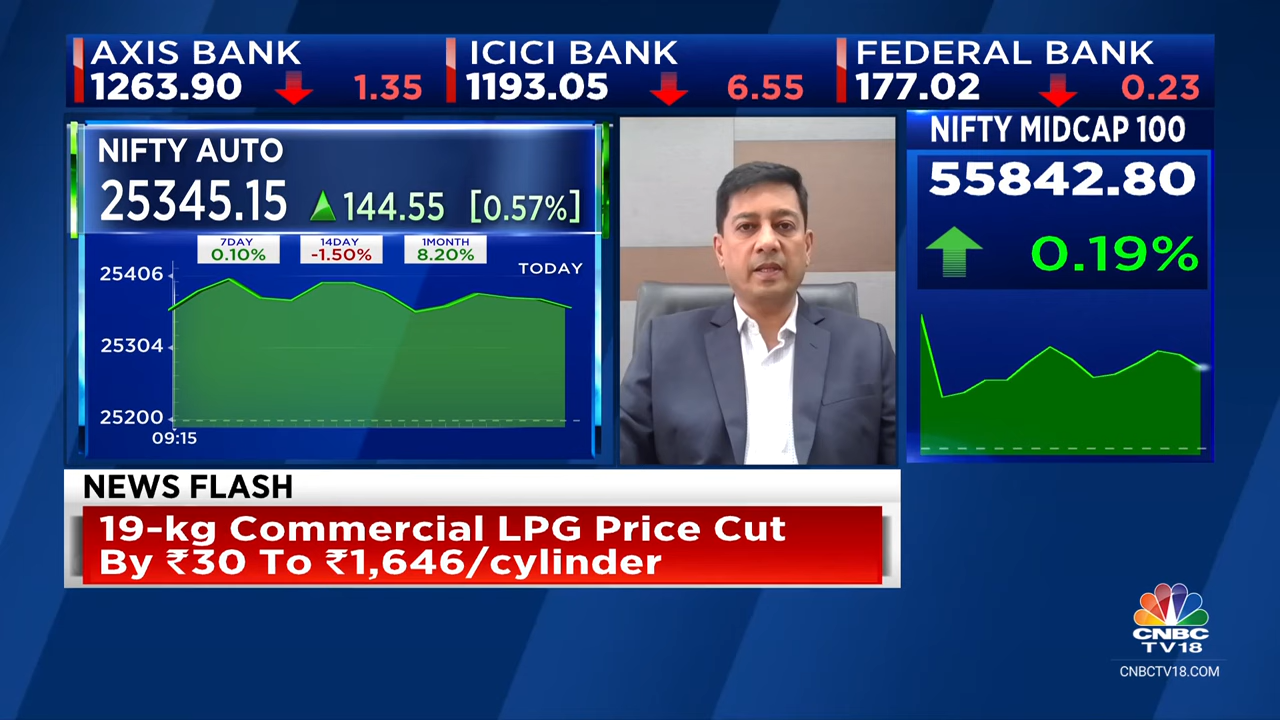 AXIS BANK
1263.90 1.35
ICICI BANK
1193.05 6.55
FEDERAL BANK
177.02 0.23
NIFTY AUTO
25345.15 144.55 [0.57%]
7DAY
0.10%
14DAY
-1.50%
1MONTH
8.20%
TODAY
25406
25304
25200
09:15
NIFTY MIDCAP 100
55842.80
0.19%
NEWS FLASH
19-kg Commercial LPG Price Cut
By ₹30 To ₹1,646/cylinder
CNBC
TV18
CNBCTV18.COM